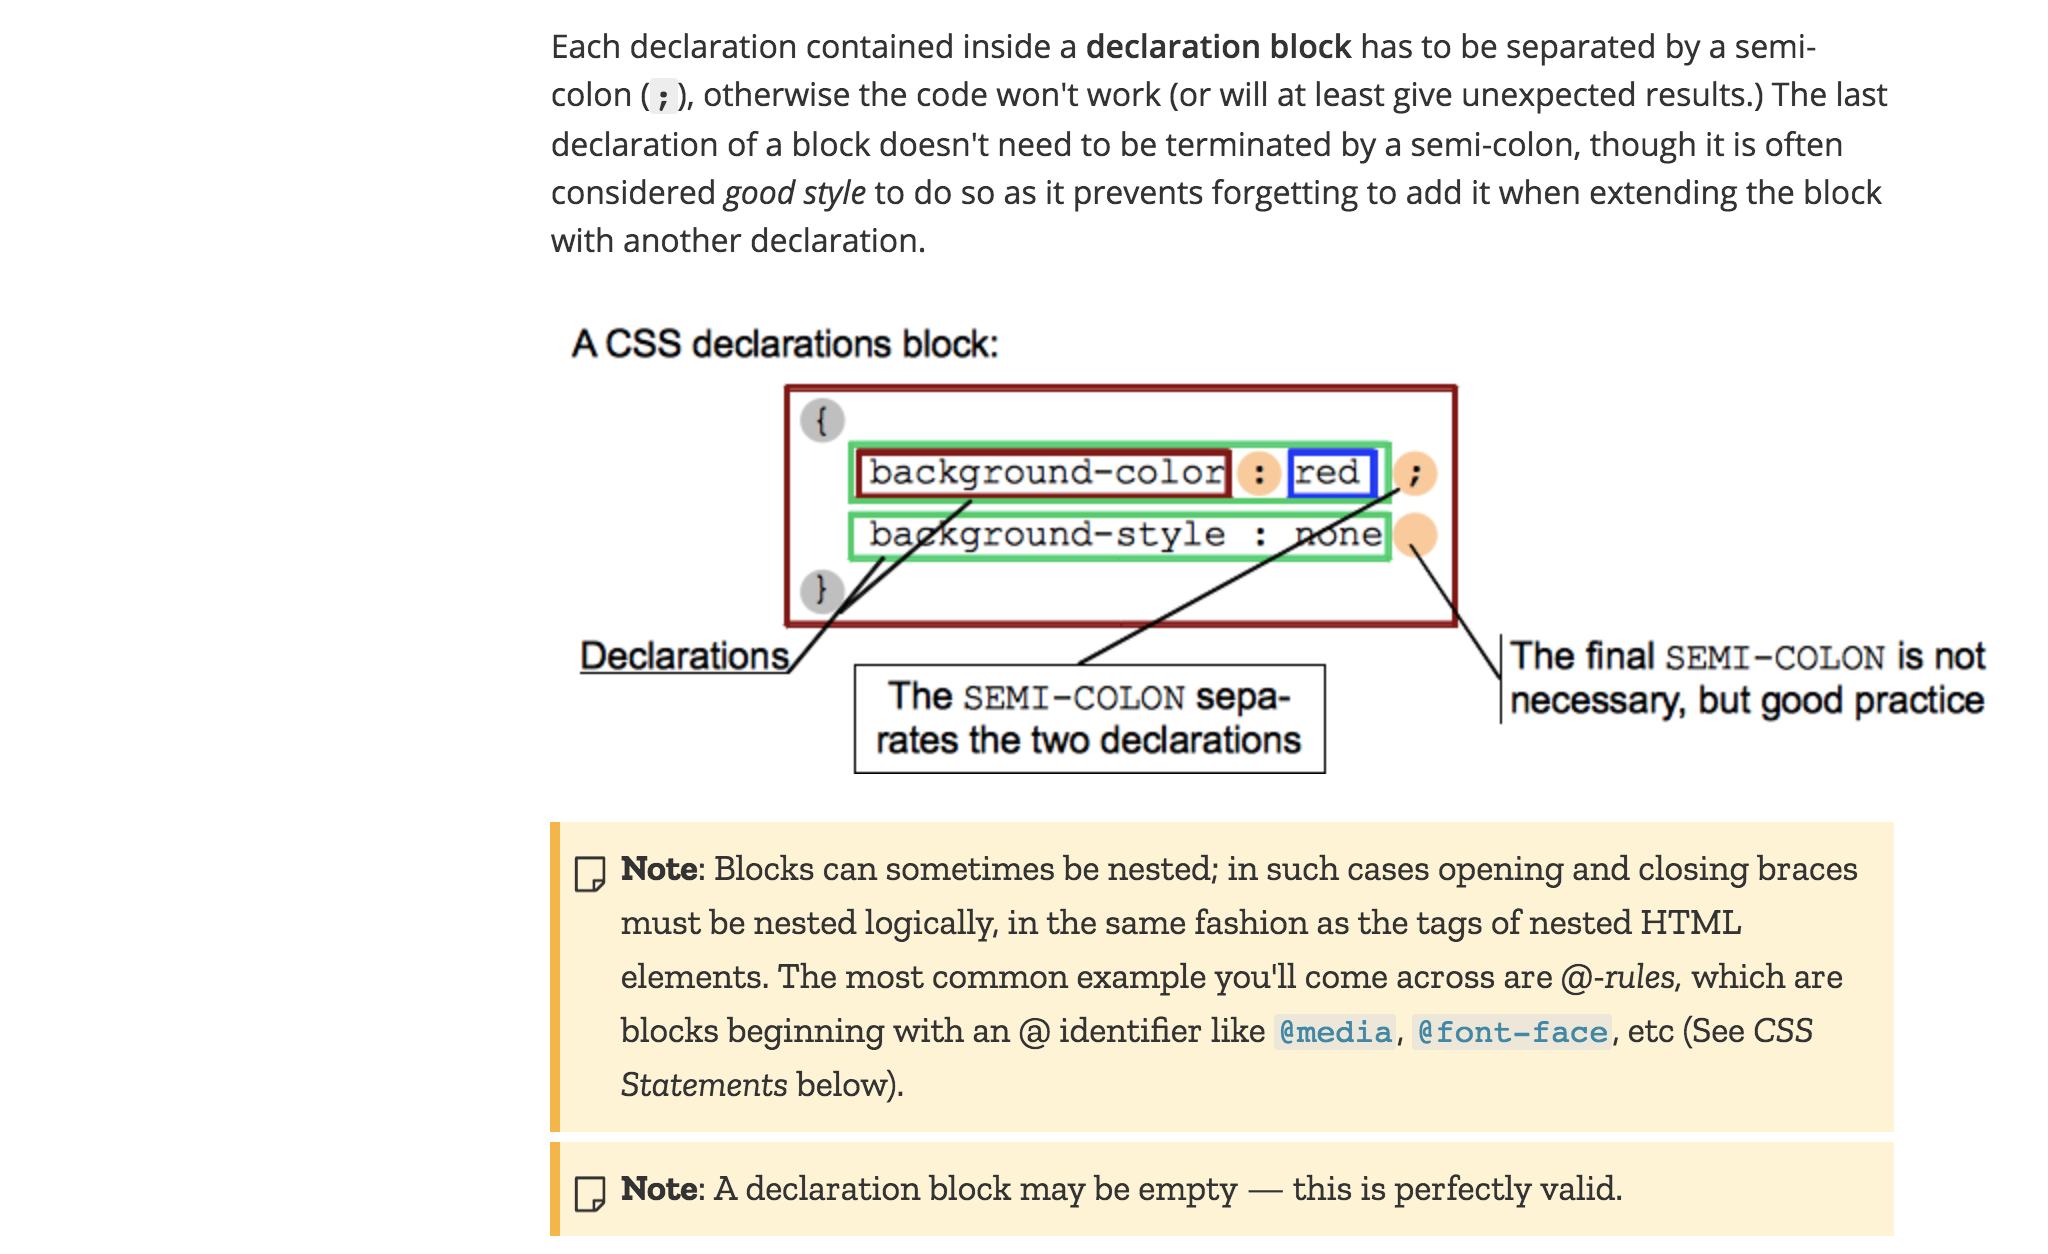 Each declaration contained inside a declaration block has to be separated by a semi-
colon (;), otherwise the code won't work (or will at least give unexpected results.) The last
declaration of a block doesn't need to be terminated by a semi-colon, though it is often
considered good style to do so as it prevents forgetting to add it when extending the block
with another declaration.
A CSS declarations block:
{
background-color : red ;
background-style : none
}
Declarations
The SEMI-COLON sepa-
rates the two declarations
The final SEMI-COLON is not
necessary, but good practice
Note: Blocks can sometimes be nested; in such cases opening and closing braces
must be nested logically, in the same fashion as the tags of nested HTML
elements. The most common example you'll come across are @-rules, which are
blocks beginning with an @ identifier like @media, @font-face, etc (See CSS
Statements below).
Note: A declaration block may be empty — this is perfectly valid.